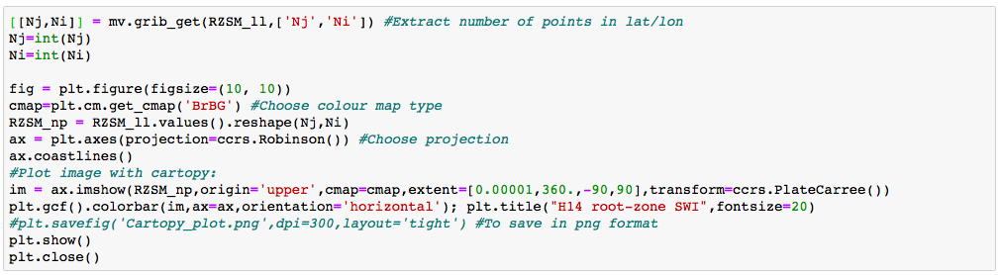 [[Nj,Ni]] = mv.grib_get(RZSM_ll,['Nj','Ni']) #Extract number of points in lat/lon
Nj=int(Nj)
Ni=int(Ni)
fig = plt.figure(figsize=(10, 10))
cmap=plt.cm.get_cmap('BrBG') #Choose colour map type
RZSM_np = RZSM_ll.values().reshape(Nj,Ni)
ax = plt.axes(projection=ccrs.Robinson()) #Choose projection
ax.coastlines()
#Plot image with cartopy:
im = ax.imshow(RZSM_np,origin='upper',cmap=cmap,extent=[0.00001,360.,-90,90],transform=ccrs.PlateCarree())
plt.gcf().colorbar(im,ax=ax,orientation='horizontal'); plt.title("H14 root-zone SWI",fontsize=20)
#plt.savefig('Cartopy_plot.png',dpi=300,layout='tight') #To save in png format
plt.show()
plt.close()